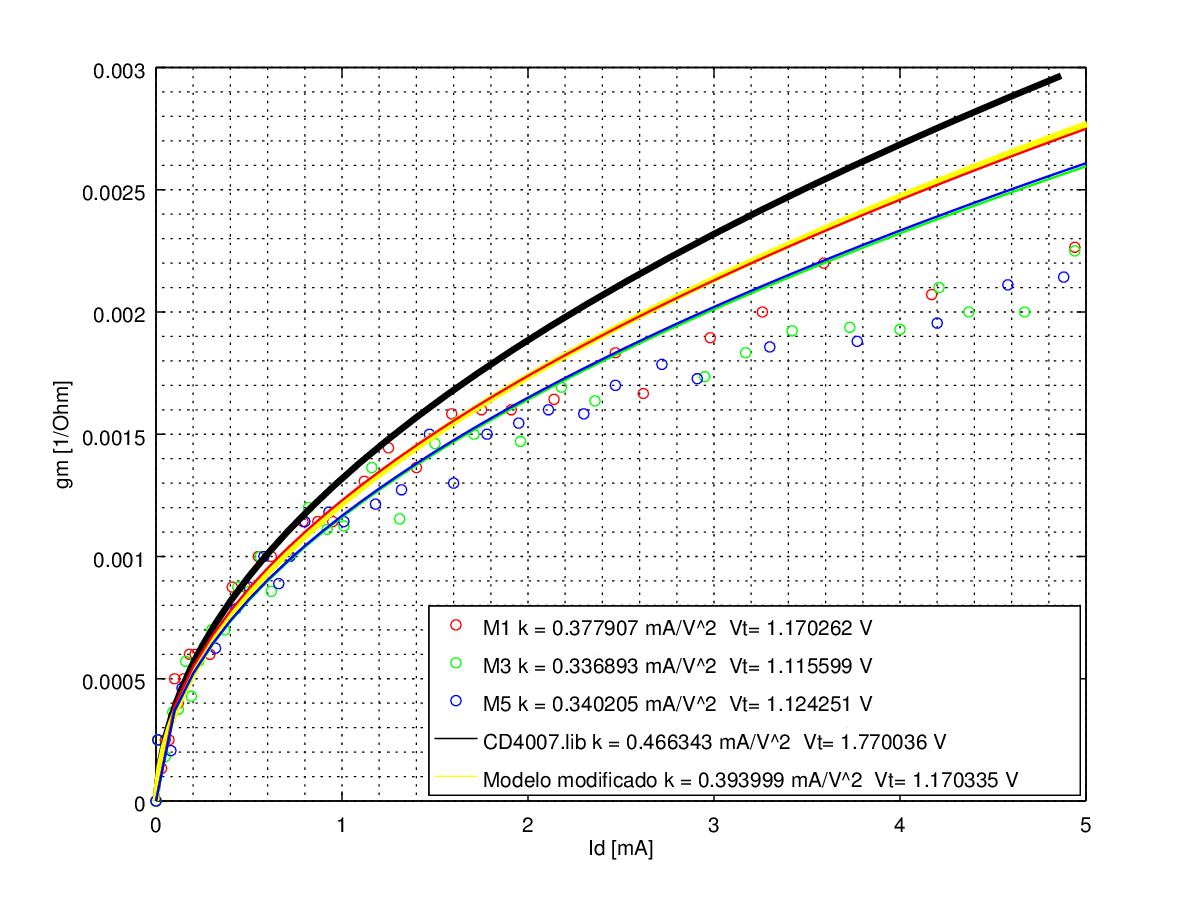 0.003
0.0025
0.002
0.0015
0.001
0.0005
0
gm [1/Ohm]
M1 k = 0.377907 mA/V^2 Vt= 1.170262 V
M3 k = 0.336893 mA/V^2 Vt= 1.115599 V
M5 k = 0.340205 mA/V^2 Vt= 1.124251 V
CD4007.lib k = 0.466343 mA/V^2 Vt= 1.770036 V
Modelo modificado k = 0.393999 mA/V^2 Vt= 1.170335 V
0 1 2 3 4 5
Id [mA]